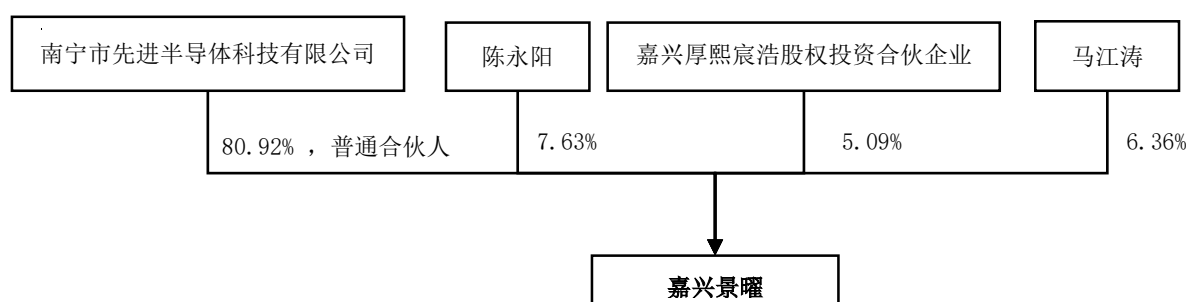 南宁市先进半导体科技有限公司
陈永阳
嘉兴厚熙宸浩股权投资合伙企业
马江涛
80.92% ，普通合伙人
7.63%
5.09%
6.36%
嘉兴景曜